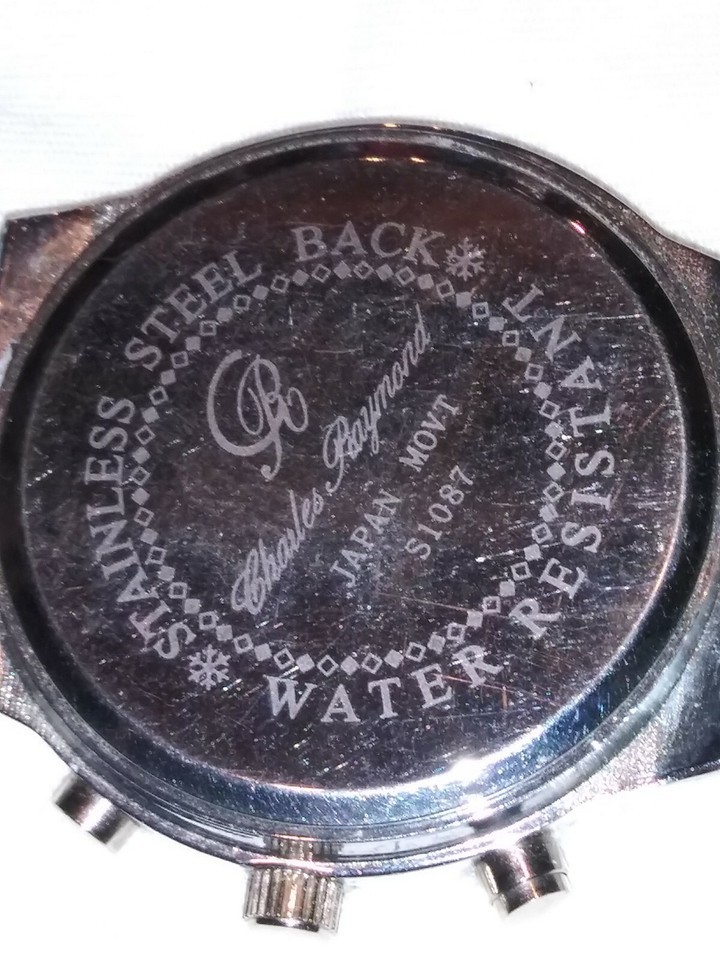 STAINLESS STEEL BACK
CR
Charles Raymond
JAPAN MOVT
S1087
WATER RESISTANT